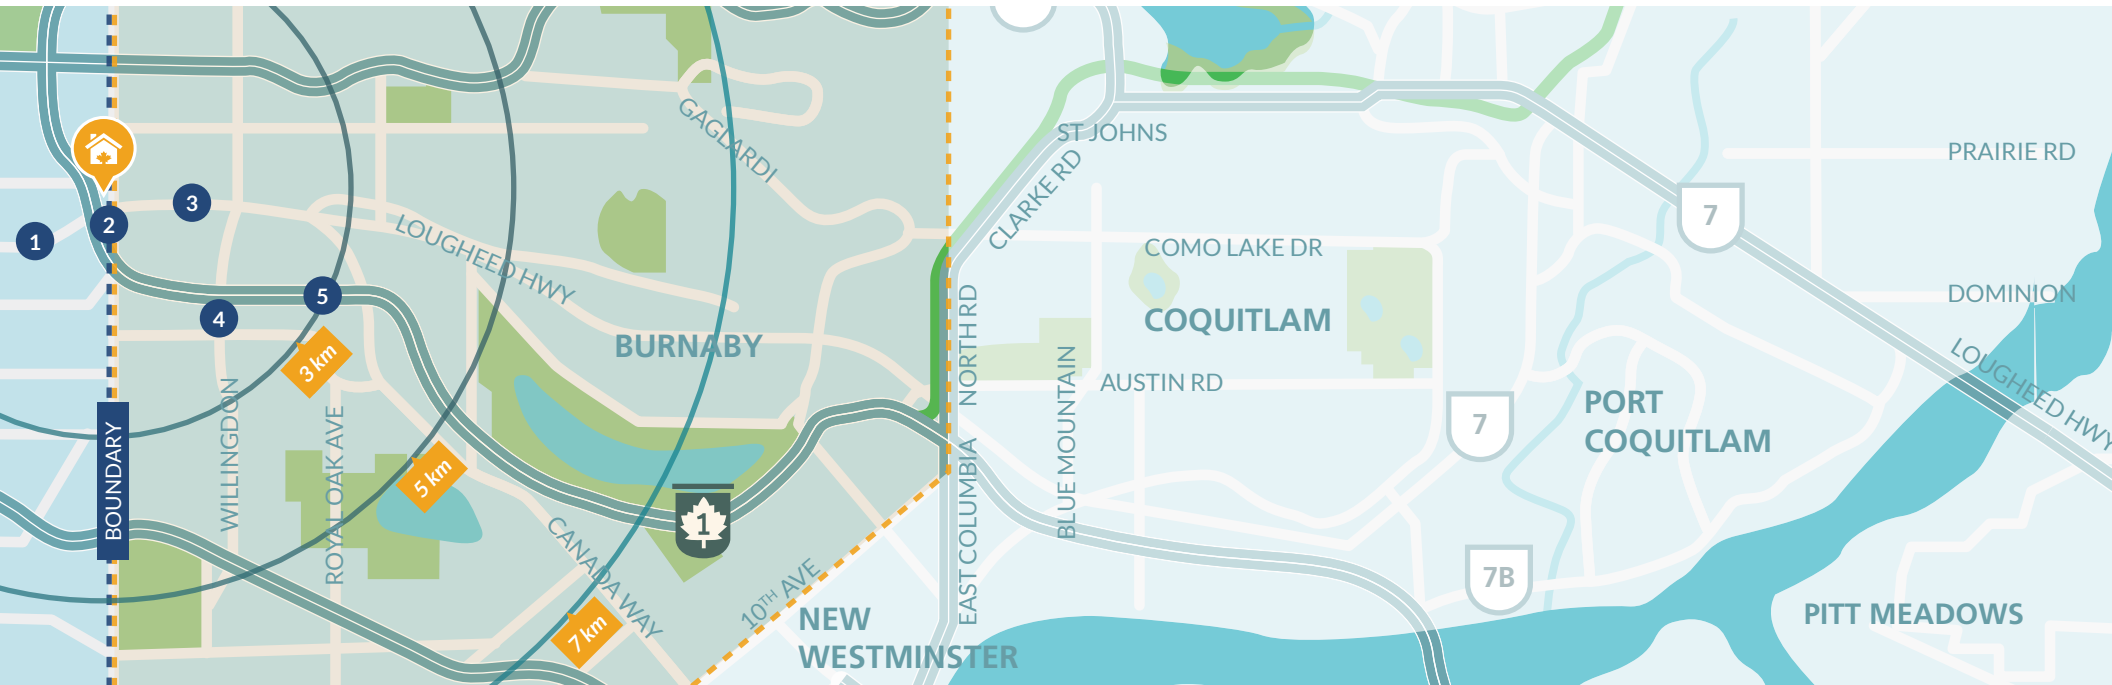 GAGLARDI
ST JOHNS
PRAIRIE RD
CLARKE RD
3
7
1
2
LOUGHEED HWY
COMO LAKE DR
5
4
DOMINION
COQUITLAM
BURNABY
NORTH RD
3 km
LOUGHEED HWY
AUSTIN RD
BLUE MOUNTAIN
WILLINGDON
ROYAL OAK AVE
PORT
COQUITLAM
7
BOUNDARY
5 km
1
CANADA WAY
EAST COLUMBIA
7B
10TH AVE
7 km
NEW
WESTMINSTER
PITT MEADOWS